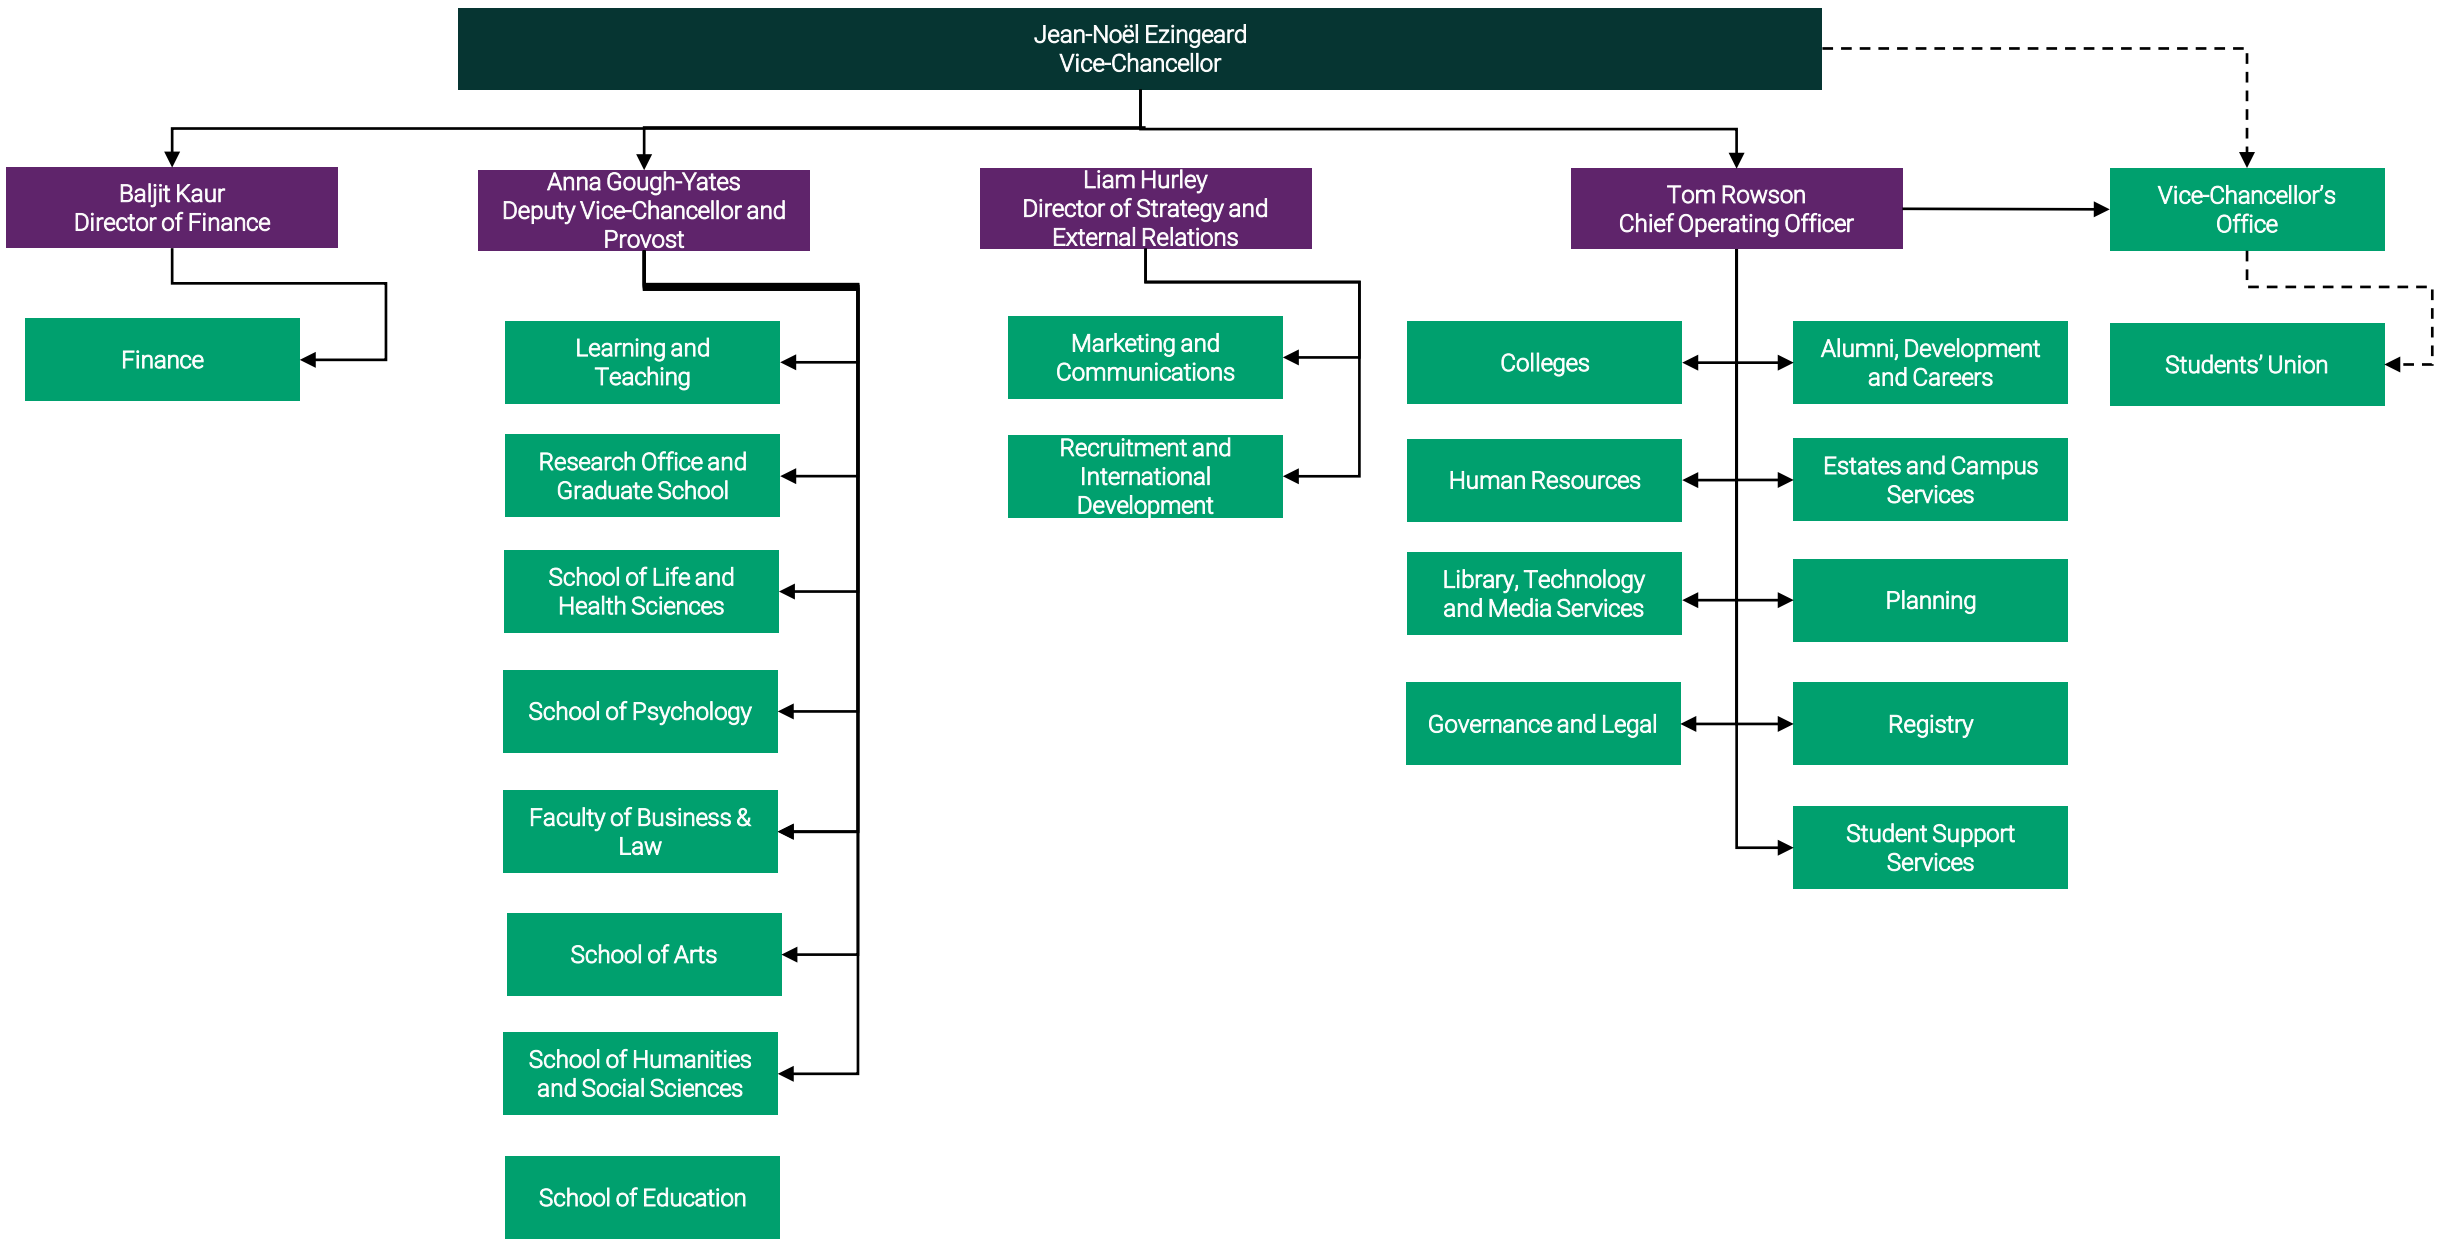 Jean-Noël Ezingeard
Vice-Chancellor
Baljit Kaur
Director of Finance
Anna Gough-Yates
Deputy Vice-Chancellor and
Provost
Liam Hurley
Director of Strategy and
External Relations
Tom Rowson
Chief Operating Officer
Vice-Chancellor’s
Office
Finance
Learning and
Teaching
Research Office and
Graduate School
School of Life and
Health Sciences
School of Psychology
Faculty of Business &
Law
School of Arts
School of Humanities
and Social Sciences
School of Education
Marketing and
Communications
Recruitment and
International
Development
Colleges
Human Resources
Library, Technology
and Media Services
Governance and Legal
Alumni, Development
and Careers
Estates and Campus
Services
Planning
Registry
Student Support
Services
Students’ Union